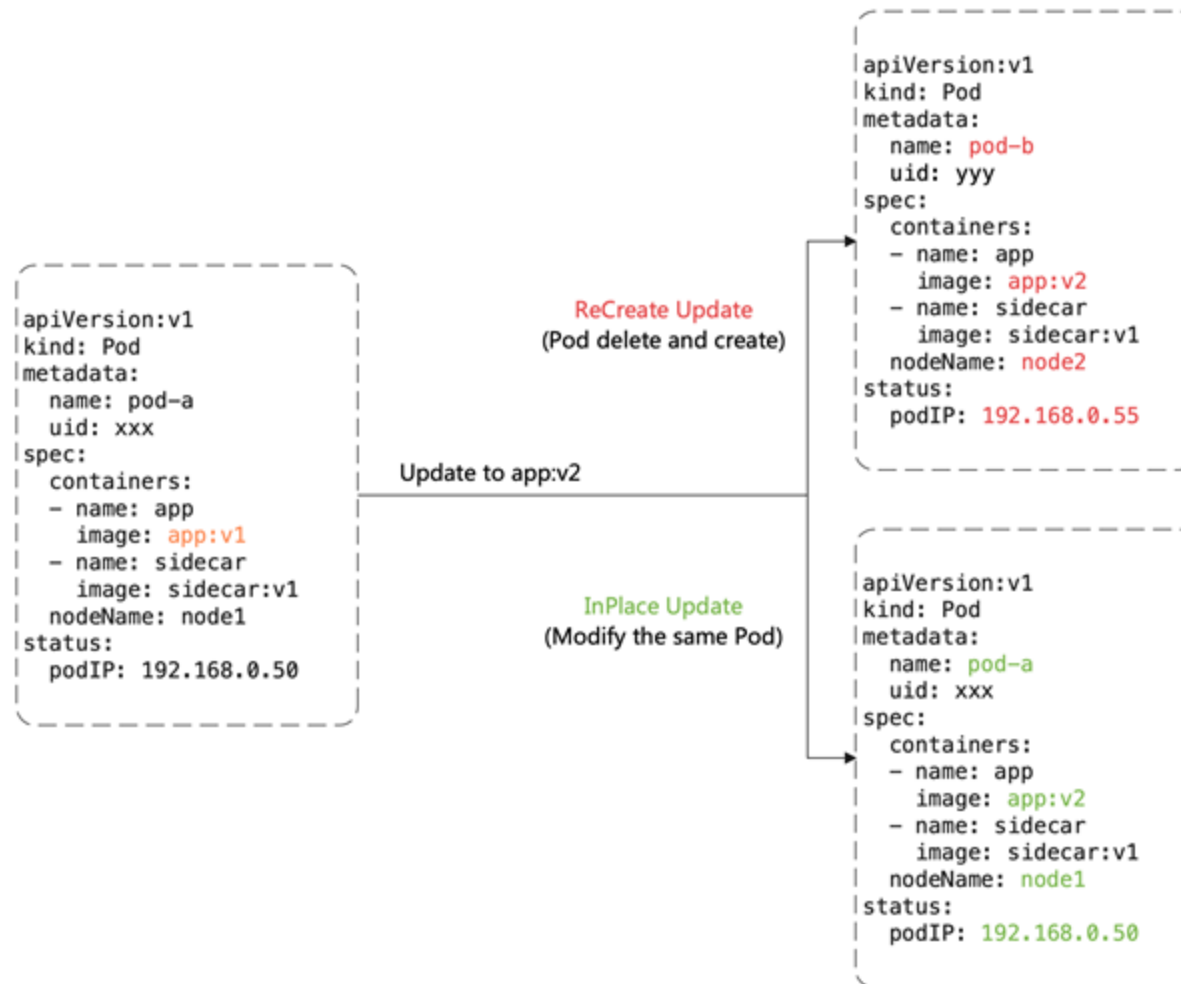 apiVersion:v1
kind: Pod
metadata:
  name: pod-a
  uid: xxx
spec:
  containers:
  - name: app
    image: app:v1
  - name: sidecar
    image: sidecar:v1
  nodeName: node1
status:
  podIP: 192.168.0.50
Update to app:v2
ReCreate Update
(Pod delete and create)
apiVersion:v1
kind: Pod
metadata:
  name: pod-b
  uid: yyy
spec:
  containers:
  - name: app
    image: app:v2
  - name: sidecar
    image: sidecar:v1
  nodeName: node2
status:
  podIP: 192.168.0.55
InPlace Update
(Modify the same Pod)
apiVersion:v1
kind: Pod
metadata:
  name: pod-a
  uid: xxx
spec:
  containers:
  - name: app
    image: app:v2
  - name: sidecar
    image: sidecar:v1
  nodeName: node1
status:
  podIP: 192.168.0.50